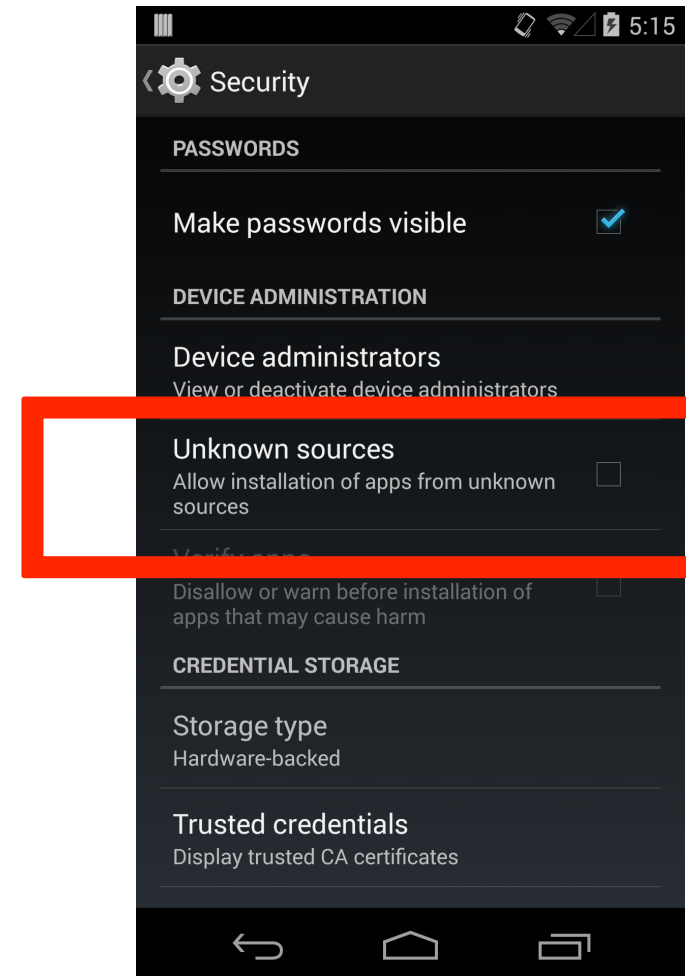 5:15
Security
PASSWORDS
Make passwords visible
DEVICE ADMINISTRATION
Device administrators
View or deactivate device administrators
Unknown sources
Allow installation of apps from unknown
sources
Verify apps
Disallow or warn before installation of
apps that may cause harm
CREDENTIAL STORAGE
Storage type
Hardware-backed
Trusted credentials
Display trusted CA certificates